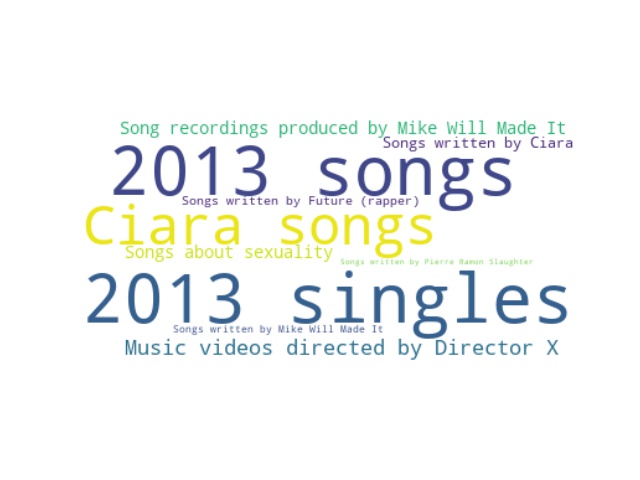 Song recordings produced by Mike Will Made It
Songs written by Ciara
2013 songs
Songs written by Future (rapper)
Ciara songs
Songs about sexuality
Songs written by Pierre Ramon Slaughter
2013 singles
Songs written by Mike Will Made It
Music videos directed by Director X